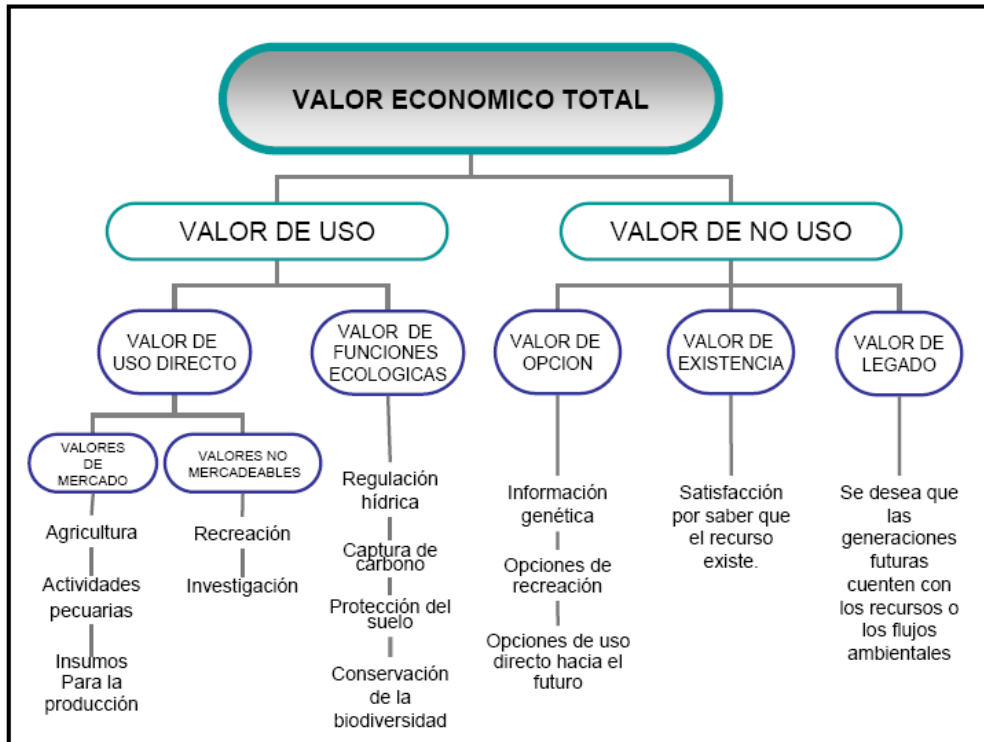 VALOR ECONOMICO TOTAL
VALOR DE USO
VALOR DE NO USO
VALOR DE
USO DIRECTO
VALOR DE
FUNCIONES
ECOLOGICAS
VALOR DE
OPCION
VALOR DE
EXISTENCIA
VALOR DE
LEGADO
VALORES
DE
MERCADO
VALORES NO
MERCADEABLES
Agricultura
Actividades
pecuarias
Insumos
Para la
producción
Recreación
Investigación
Regulación
hídrica
Captura de
carbono
Protección del
suelo
Conservación
de la
biodiversidad
Información
genética
Opciones de
recreación
Opciones de uso
directo hacia el
futuro
Satisfacción
por saber que
el recurso
existe.
Se desea que
las
generaciones
futuras
cuenten con
los recursos o
los flujos
ambientales